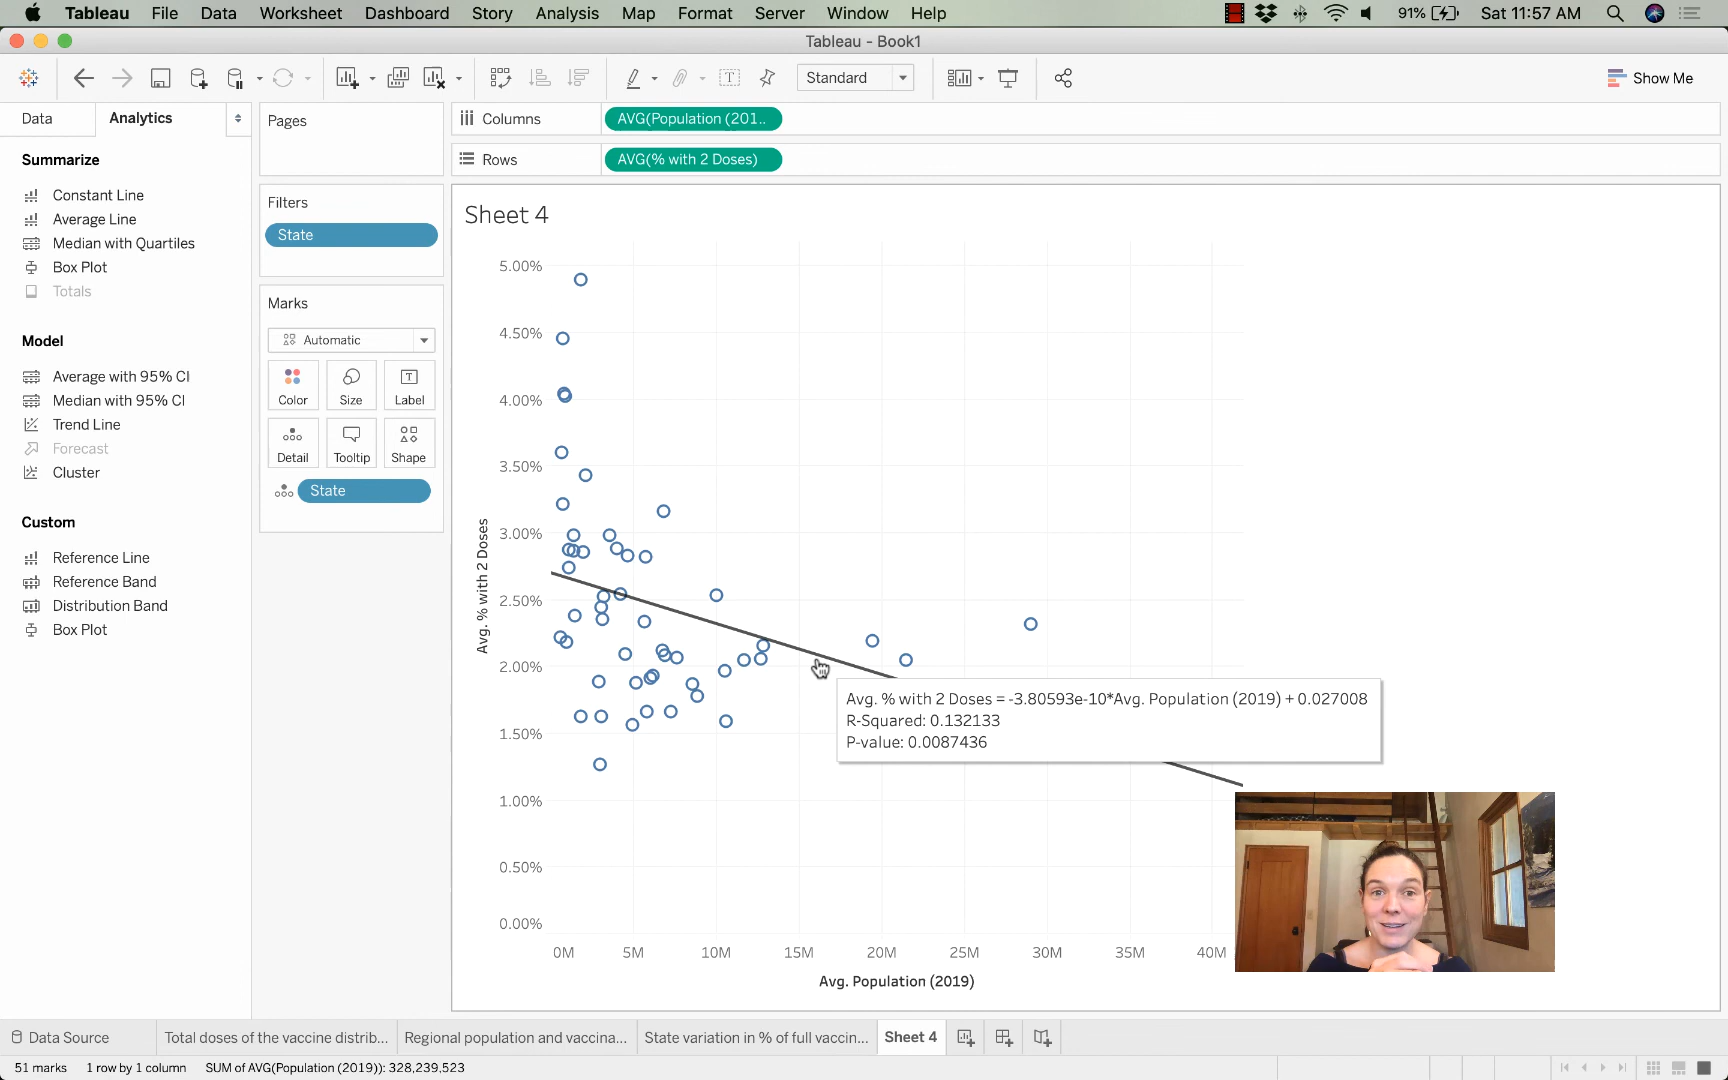 Tableau File Data Worksheet Dashboard Story Analysis Map Format Server Window Help 91% Sat 11:57 AM
Tableau - Book1
Standard Show Me
Data Analytics
Summarize
Constant Line
Average Line
Median with Quartiles
Box Plot
Totals
Model
Average with 95% CI
Median with 95% CI
Trend Line
Forecast
Cluster
Custom
Reference Line
Reference Band
Distribution Band
Box Plot
Pages
Filters
State
Marks
Automatic
Color Size Label
Detail Tooltip Shape
State
Columns AVG(Population (201..
Rows AVG(% with 2 Doses)
Sheet 4
5.00%
4.50%
4.00%
3.50%
3.00%
2.50%
2.00%
1.50%
1.00%
0.50%
0.00%
Avg. % with 2 Doses
Avg. % with 2 Doses = -3.80593e-10*Avg. Population (2019) + 0.027008
R-Squared: 0.132133
P-value: 0.0087436
0M 5M 10M 15M 20M 25M 30M 35M 40M
Avg. Population (2019)
Data Source Total doses of the vaccine distrib... Regional population and vaccina... State variation in % of full vaccin... Sheet 4
51 marks 1 row by 1 column SUM of AVG(Population (2019)): 328,239,523